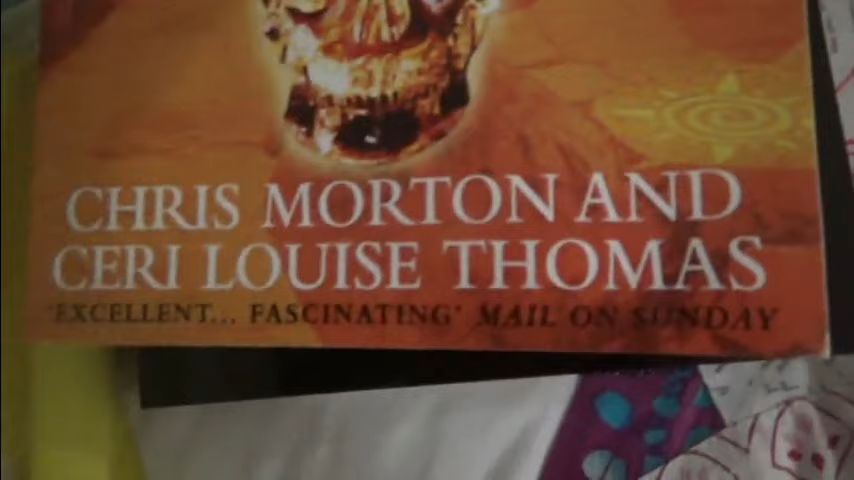 CHRIS MORTON AND
CERI LOUISE THOMAS
'EXCELLENT... FASCINATING' MAIL ON SUNDAY